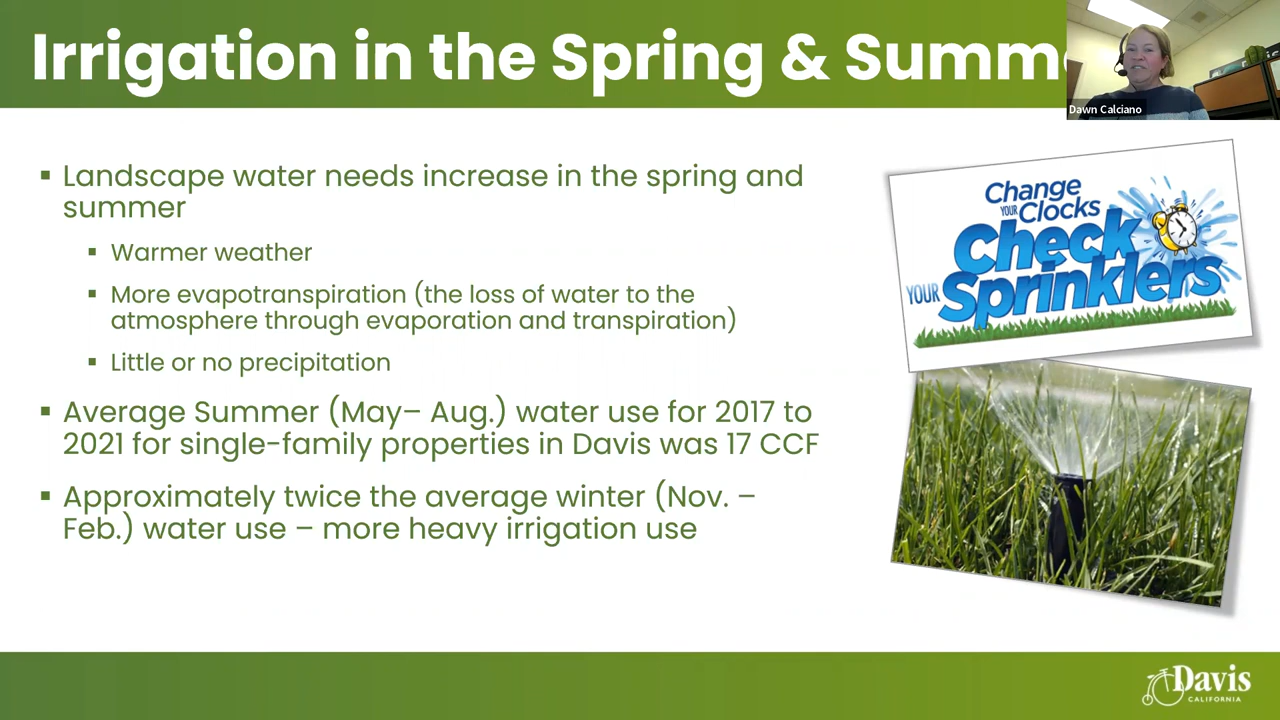 Irrigation in the Spring & Summe
Dawn Calciano
▪ Landscape water needs increase in the spring and
summer
▪ Warmer weather
▪ More evapotranspiration (the loss of water to the
atmosphere through evaporation and transpiration)
▪ Little or no precipitation
▪ Average Summer (May– Aug.) water use for 2017 to
2021 for single-family properties in Davis was 17 CCF
▪ Approximately twice the average winter (Nov. –
Feb.) water use – more heavy irrigation use
Change
YOUR Clocks
Check
YOUR Sprinklers
Davis
CALIFORNIA